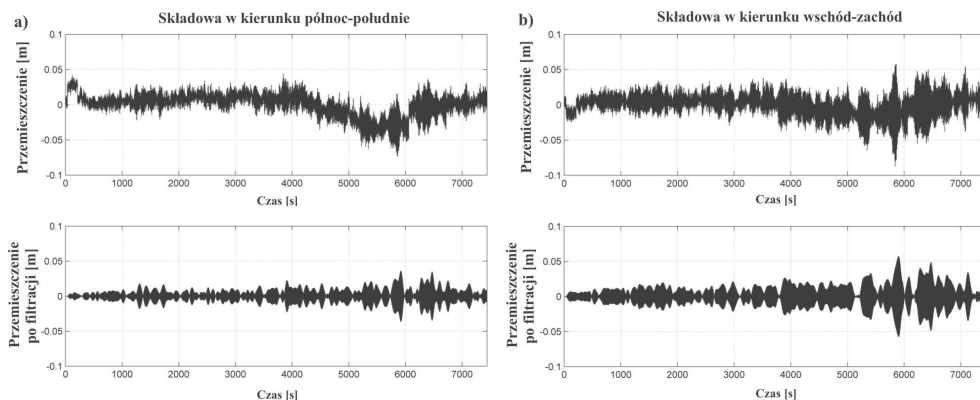 a)
Składowa w kierunku północ-południe
Przemieszczenie [m]
0.1
0.05
0
-0.05
-0.1
0 1000 2000 3000 4000 5000 6000 7000
Czas [s]
Przemieszczenie
po filtracji [m]
0.1
0.05
0
-0.05
-0.1
0 1000 2000 3000 4000 5000 6000 7000
Czas [s]
b)
Składowa w kierunku wschód-zachód
Przemieszczenie [m]
0.1
0.05
0
-0.05
-0.1
0 1000 2000 3000 4000 5000 6000 7000
Czas [s]
Przemieszczenie
po filtracji [m]
0.1
0.05
0
-0.05
-0.1
0 1000 2000 3000 4000 5000 6000 7000
Czas [s]